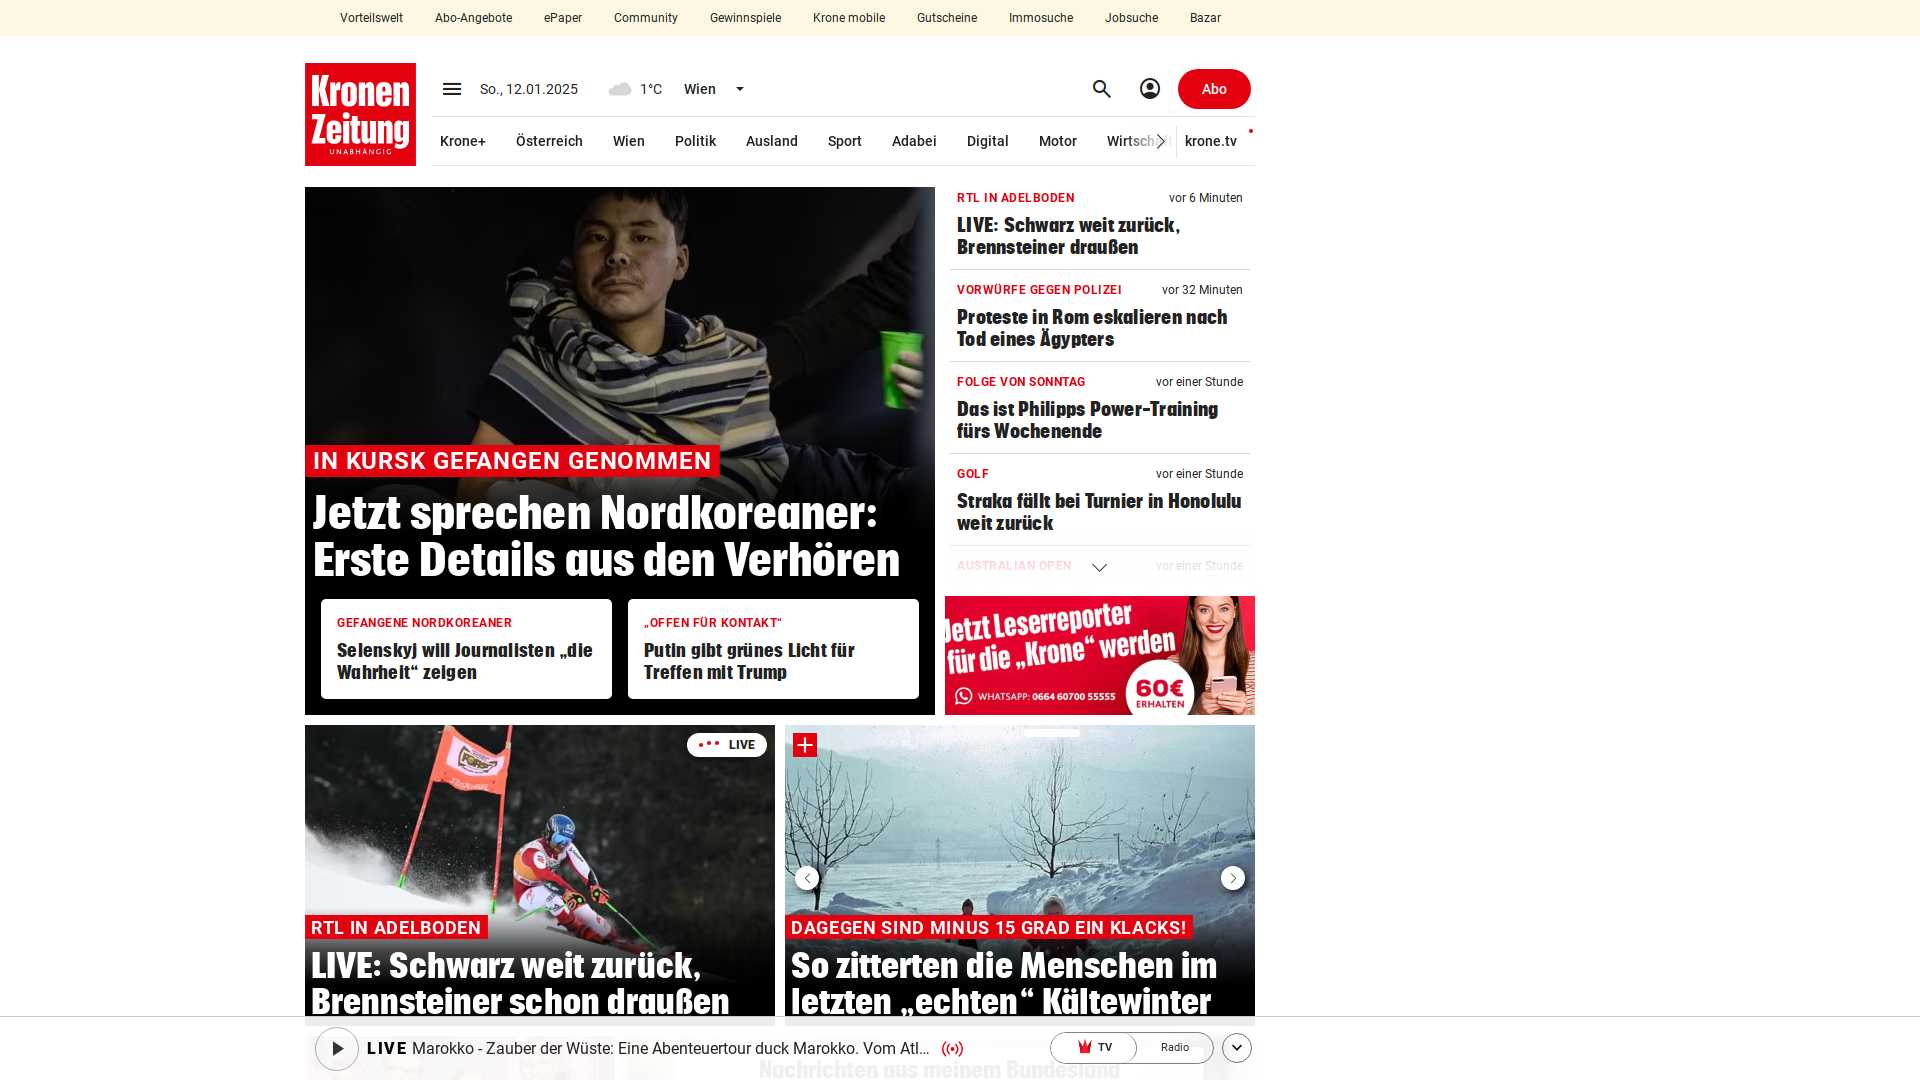 Vorteilswelt Abo-Angebote ePaper Community Gewinnspiele Krone mobile Gutscheine Immosuche Jobsuche Bazar
Kronen
Zeitung
UNABHÄNGIG
So., 12.01.2025 1°C Wien
Abo
Krone+ Österreich Wien Politik Ausland Sport Adabei Digital Motor Wirtschaft krone.tv
IN KURSK GEFANGEN GENOMMEN
Jetzt sprechen Nordkoreaner:
Erste Details aus den Verhören
GEFANGENE NORDKOREANER
Selenskyj will Journalisten „die
Wahrheit“ zeigen
„OFFEN FÜR KONTAKT“
Putin gibt grünes Licht für
Treffen mit Trump
RTL IN ADELBODEN vor 6 Minuten
LIVE: Schwarz weit zurück,
Brennsteiner draußen
VORWÜRFE GEGEN POLIZEI vor 32 Minuten
Proteste in Rom eskalieren nach
Tod eines Ägypters
FOLGE VON SONNTAG vor einer Stunde
Das ist Philipps Power-Training
fürs Wochenende
GOLF vor einer Stunde
Straka fällt bei Turnier in Honolulu
weit zurück
AUSTRALIAN OPEN vor einer Stunde
Jetzt Leserreporter
für die „Krone“ werden
WHATSAPP: 0664 60700 55555
60€
ERHALTEN
LIVE
RTL IN ADELBODEN
LIVE: Schwarz weit zurück,
Brennsteiner schon draußen
DAGEGEN SIND MINUS 15 GRAD EIN KLACKS!
So zitterten die Menschen im
letzten „echten“ Kältewinter
LIVE Marokko - Zauber der Wüste: Eine Abenteuertour duck Marokko. Vom Atl...
TV Radio
Nachrichten aus meinem Bundesland